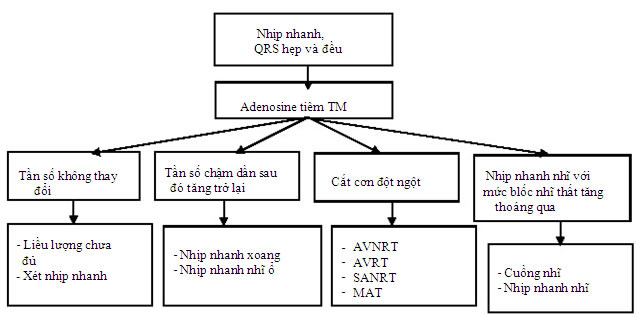 Nhịp nhanh,
QRS hẹp và đều
Adenosine tiêm TM
Tần số không thay
đổi
Tần số chậm dần sau
đó tăng trở lại
Cắt cơn đột ngột
Nhịp nhanh nhĩ với
mức blốc nhĩ thất tăng
thoáng qua
- Liều lượng chưa
đủ
- Xét nhịp nhanh
- Nhịp nhanh xoang
- Nhịp nhanh nhĩ ổ
- AVNRT
- AVRT
- SANRT
- MAT
- Cuồng nhĩ
- Nhịp nhanh nhĩ